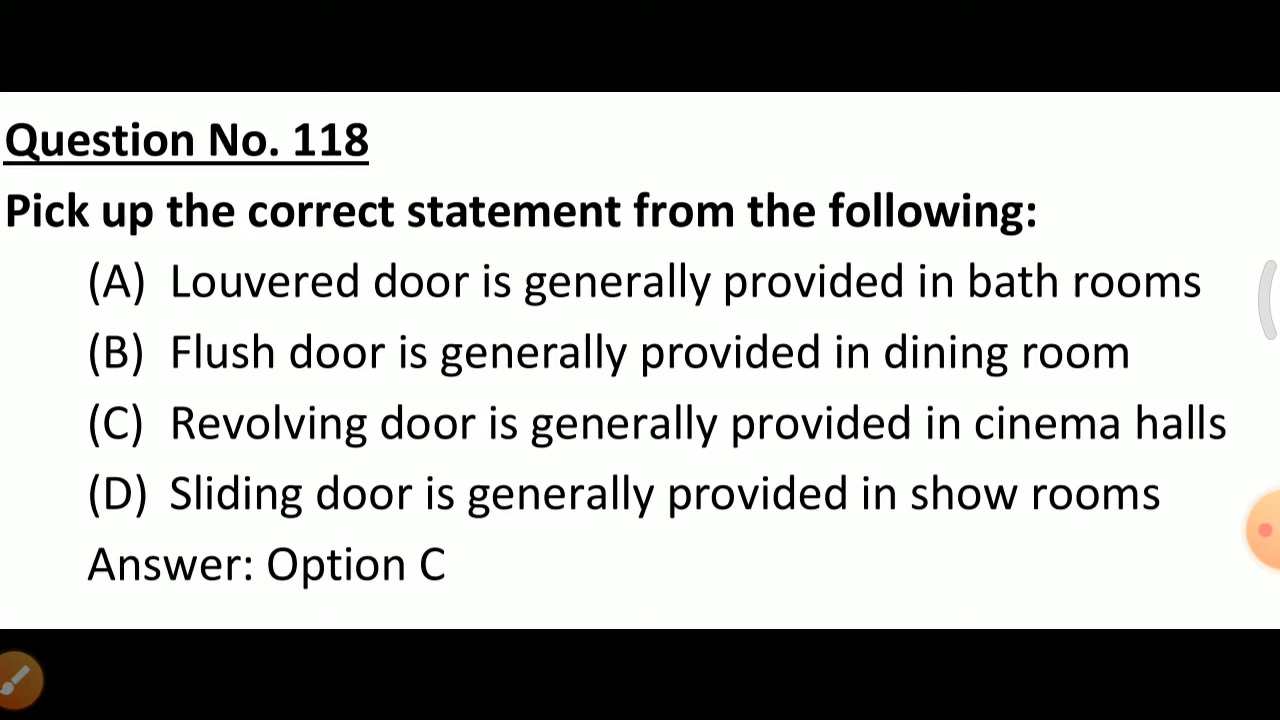 Question No. 118
Pick up the correct statement from the following:
(A) Louvered door is generally provided in bath rooms
(B) Flush door is generally provided in dining room
(C) Revolving door is generally provided in cinema halls
(D) Sliding door is generally provided in show rooms
Answer: Option C